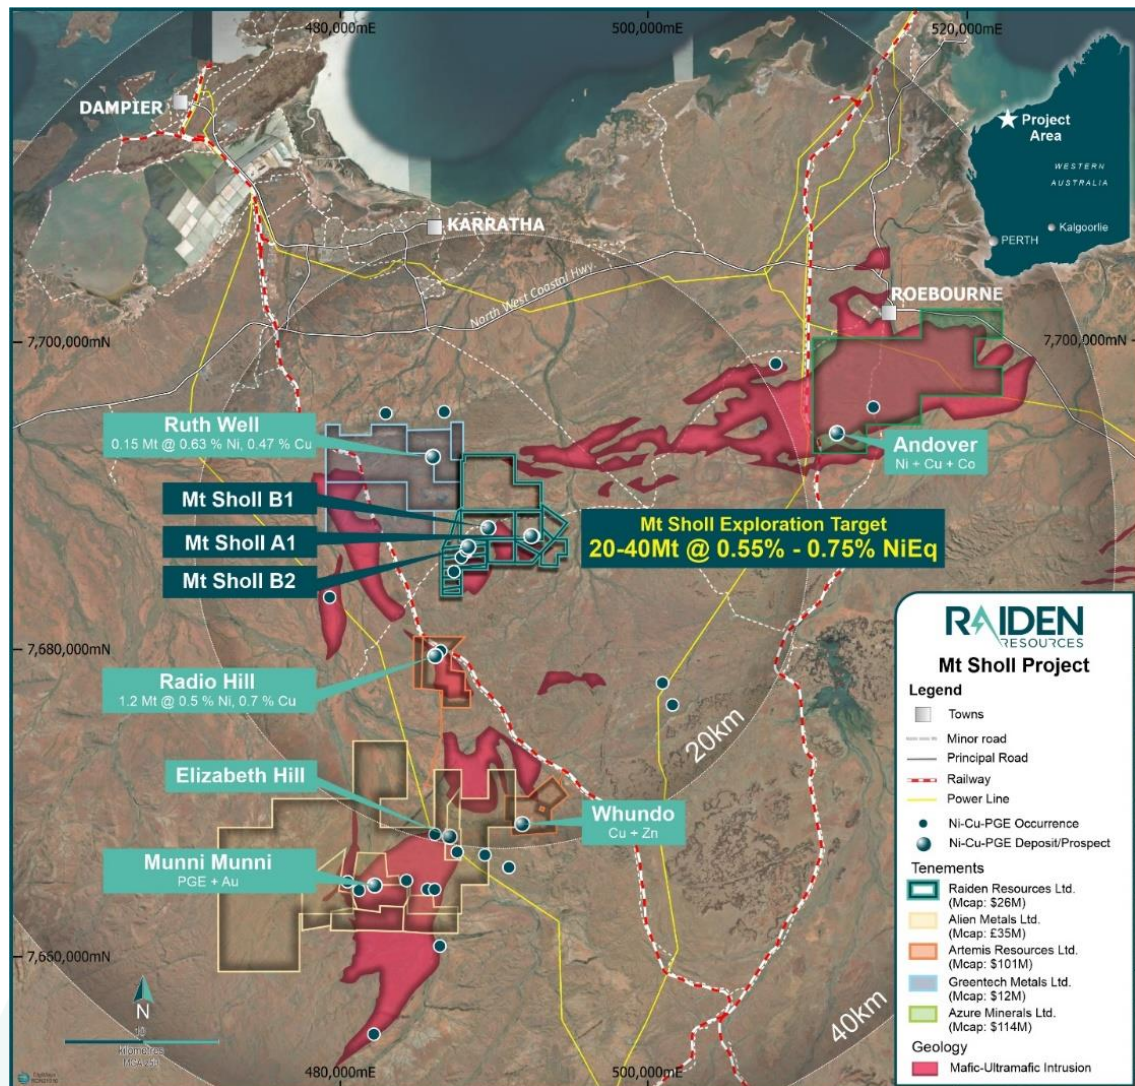 480,000mE
500,000mE
520,000mE
DAMPIER
KARRATHA
North West Coastal Hwy
ROEBOURNE
Project
Area
WESTERN
AUSTRALIA
PERTH
Kalgoorlie
7,700,000mN
7,700,000mN
Ruth Well
0.15 Mt @ 0.63 % Ni, 0.47 % Cu
Andover
Ni + Cu + Co
Mt Sholl B1
Mt Sholl A1
Mt Sholl B2
Mt Sholl Exploration Target
20-40Mt @ 0.55% - 0.75% NiEq
7,680,000mN
Radio Hill
1.2 Mt @ 0.5 % Ni, 0.7 % Cu
20km
Elizabeth Hill
Whundo
Cu + Zn
Munni Munni
PGE + Au
7,660,000mN
40km
N
10
kilometres
480,000mE
500,000mE
RAIDEN
RESOURCES
Mt Sholl Project
Legend
Towns
Minor road
Principal Road
Railway
Power Line
Ni-Cu-PGE Occurrence
Ni-Cu-PGE Deposit/Prospect
Tenements
Raiden Resources Ltd.
(Mcap: $26M)
Alien Metals Ltd.
(Mcap: £35M)
Artemis Resources Ltd.
(Mcap: $101M)
Greentech Metals Ltd.
(Mcap: $12M)
Azure Minerals Ltd.
(Mcap: $114M)
Geology
Mafic-Ultramafic Intrusion